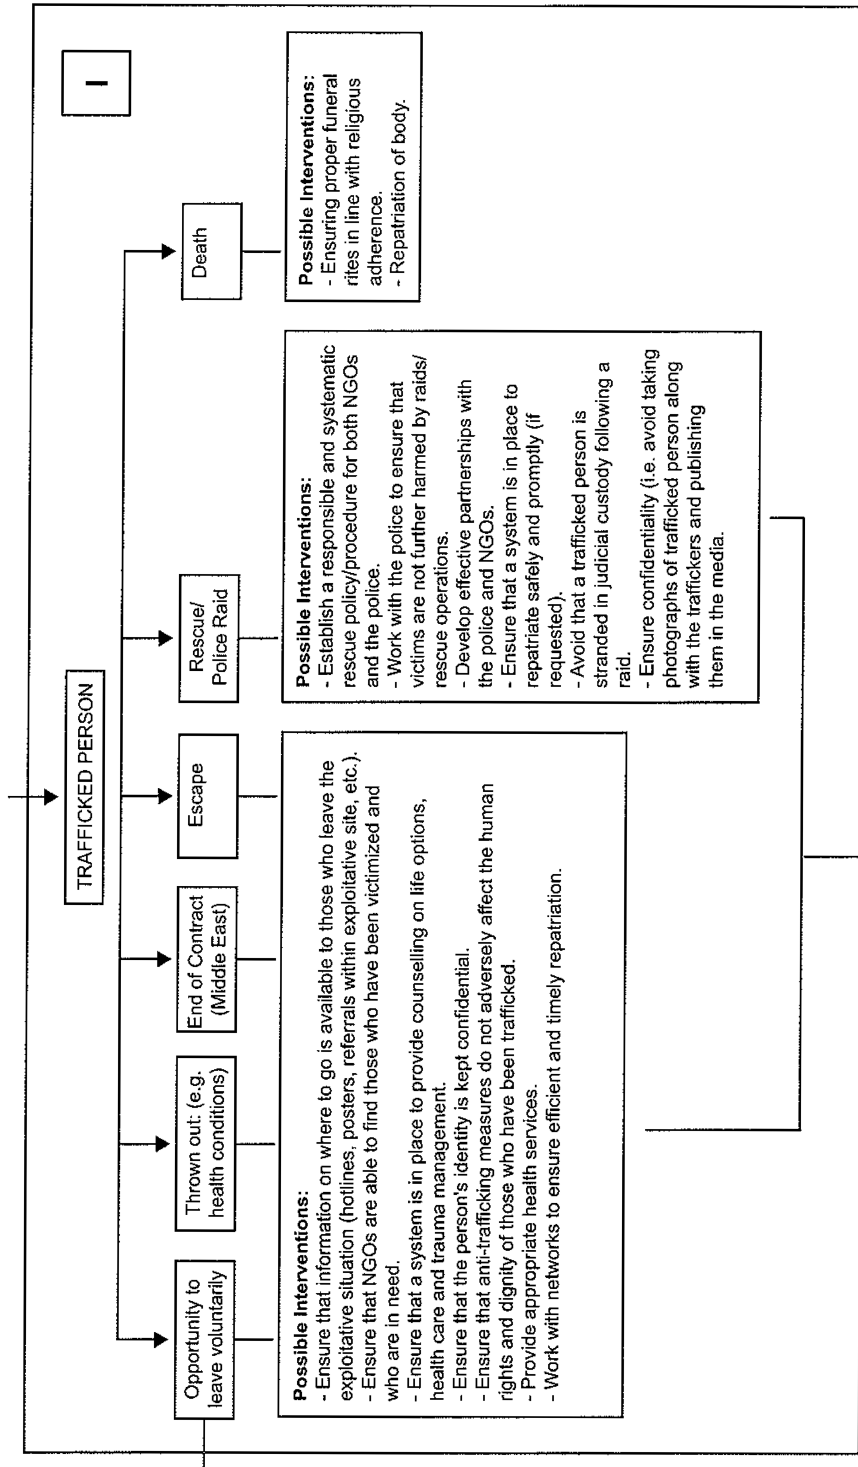 I
TRAFFICKED PERSON
Opportunity to
leave voluntarily
Thrown out: (e.g.
health conditions)
End of Contract
(Middle East)
Escape
Rescue/
Police Raid
Death
Possible Interventions:
- Ensure that information on where to go is available to those who leave the
exploitative situation (hotlines, posters, referrals within exploitative site, etc.).
- Ensure that NGOs are able to find those who have been victimized and
who are in need.
- Ensure that a system is in place to provide counselling on life options,
health care and trauma management.
- Ensure that the person's identity is kept confidential.
- Ensure that anti-trafficking measures do not adversely affect the human
rights and dignity of those who have been trafficked.
- Provide appropriate health services.
- Work with networks to ensure efficient and timely repatriation.
Possible Interventions:
- Establish a responsible and systematic
rescue policy/procedure for both NGOs
and the police.
- Work with the police to ensure that
victims are not further harmed by raids/
rescue operations.
- Develop effective partnerships with
the police and NGOs.
- Ensure that a system is in place to
repatriate safely and promptly (if
requested).
- Avoid that a trafficked person is
stranded in judicial custody following a
raid.
- Ensure confidentiality (i.e. avoid taking
photographs of trafficked person along
with the traffickers and publishing
them in the media.
Possible Interventions:
- Ensuring proper funeral
rites in line with religious
adherence.
- Repatriation of body.